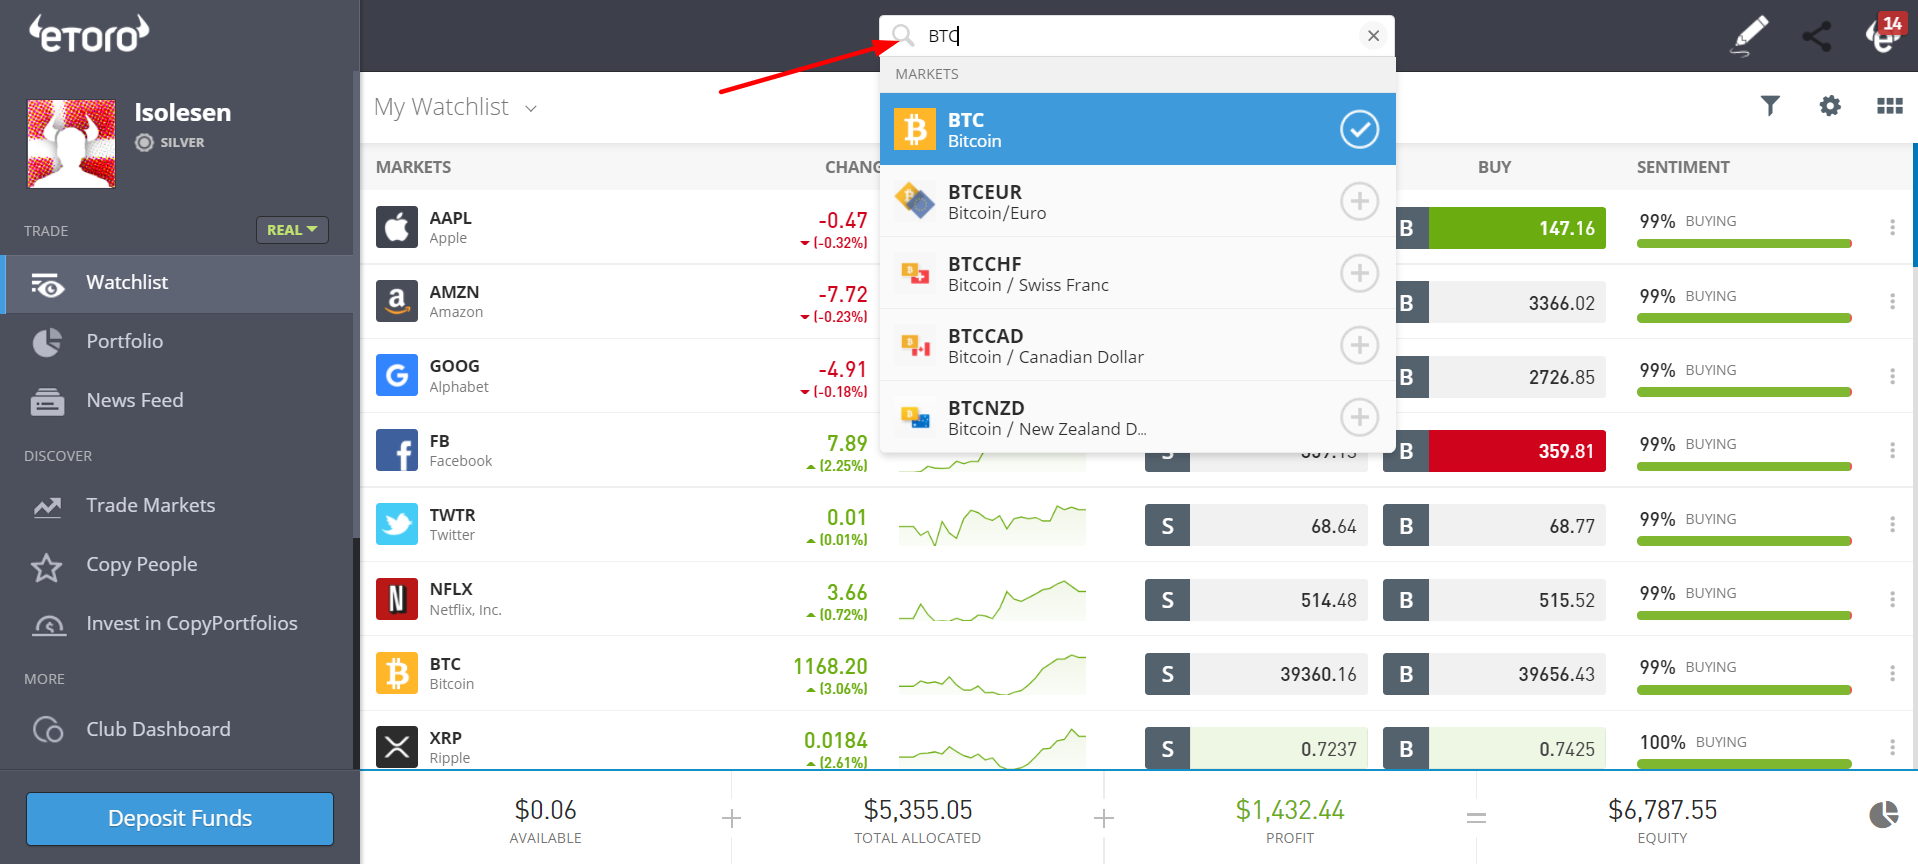 eTORO
BTC
14
lsolesen
SILVER
TRADE
REAL
Watchlist
Portfolio
News Feed
DISCOVER
Trade Markets
Copy People
Invest in CopyPortfolios
MORE
Club Dashboard
Deposit Funds
My Watchlist
MARKETS
BTC
Bitcoin
BTCEUR
Bitcoin/Euro
BTCCHF
Bitcoin / Swiss Franc
BTCCAD
Bitcoin / Canadian Dollar
BTCNZD
Bitcoin / New Zealand D...
MARKETS CHANG BUY SENTIMENT
AAPL
Apple
-0.47
(-0.32%)
B 147.16
99% BUYING
AMZN
Amazon
-7.72
(-0.23%)
B 3366.02
99% BUYING
GOOG
Alphabet
-4.91
(-0.18%)
B 2726.85
99% BUYING
FB
Facebook
7.89
(2.25%)
B 359.81
99% BUYING
TWTR
Twitter
0.01
(0.01%)
S 68.64
B 68.77
99% BUYING
NFLX
Netflix, Inc.
3.66
(0.72%)
S 514.48
B 515.52
99% BUYING
BTC
Bitcoin
1168.20
(3.06%)
S 39360.16
B 39656.43
99% BUYING
XRP
Ripple
0.0184
(2.61%)
S 0.7237
B 0.7425
100% BUYING
$0.06
AVAILABLE
+
$5,355.05
TOTAL ALLOCATED
+
$1,432.44
PROFIT
=
$6,787.55
EQUITY